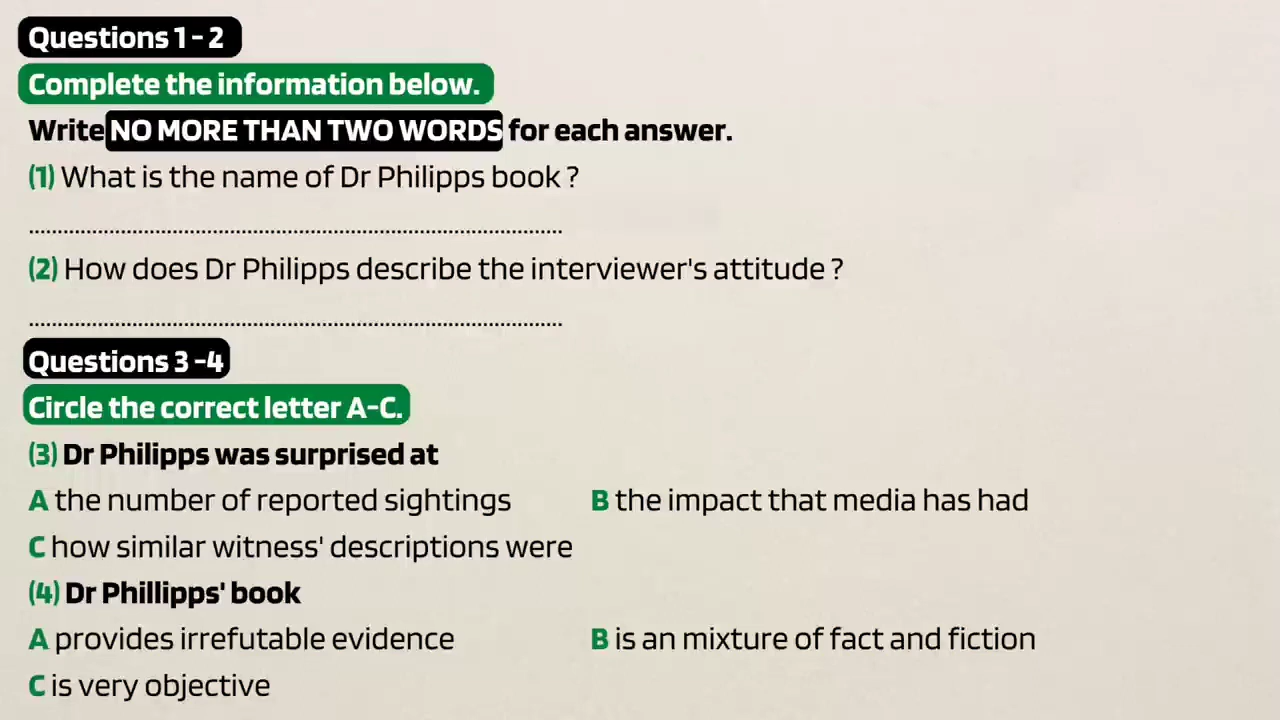 Questions 1 - 2
Complete the information below.
Write NO MORE THAN TWO WORDS for each answer.
(1) What is the name of Dr Philipps book ?
..............................................................................................
(2) How does Dr Philipps describe the interviewer's attitude ?
..............................................................................................
Questions 3 -4
Circle the correct letter A-C.
(3) Dr Philipps was surprised at
A the number of reported sightings B the impact that media has had
C how similar witness' descriptions were
(4) Dr Phillipps' book
A provides irrefutable evidence B is an mixture of fact and fiction
C is very objective